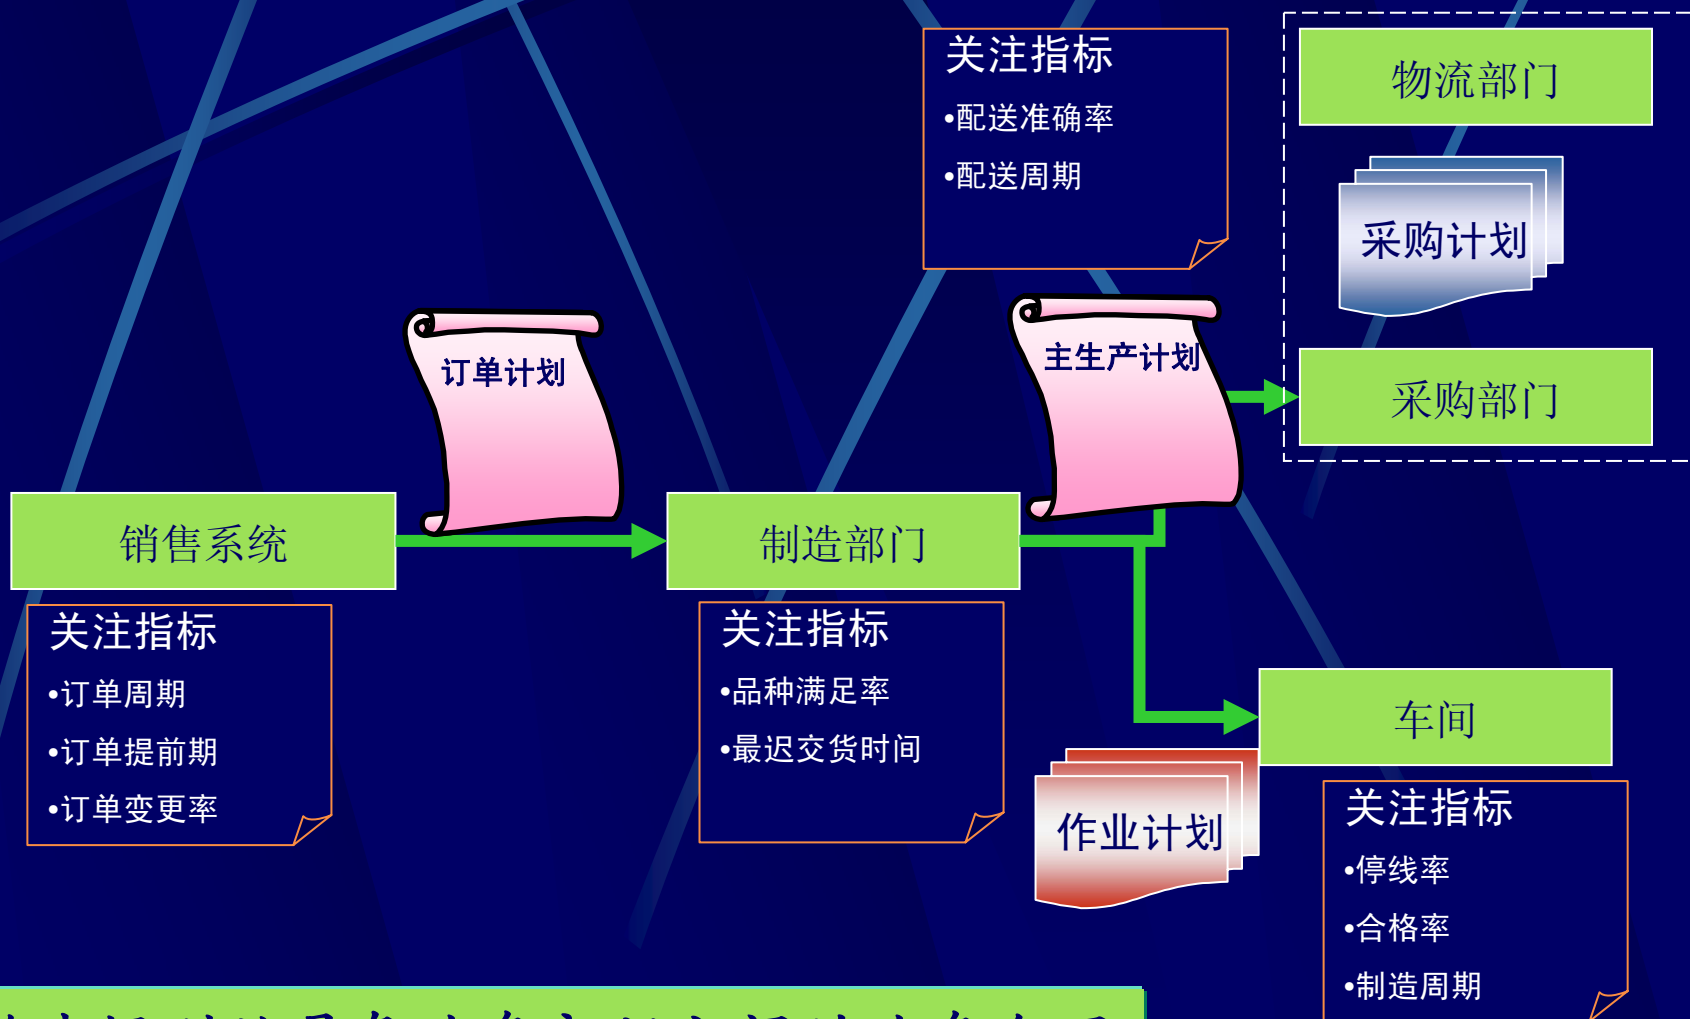 关注指标
•配送准确率
•配送周期
物流部门
采购计划
采购部门
订单计划
主生产计划
销售系统
制造部门
关注指标
•订单周期
•订单提前期
•订单变更率
关注指标
•品种满足率
•最迟交货时间
车间
作业计划
关注指标
•停线率
•合格率
•制造周期